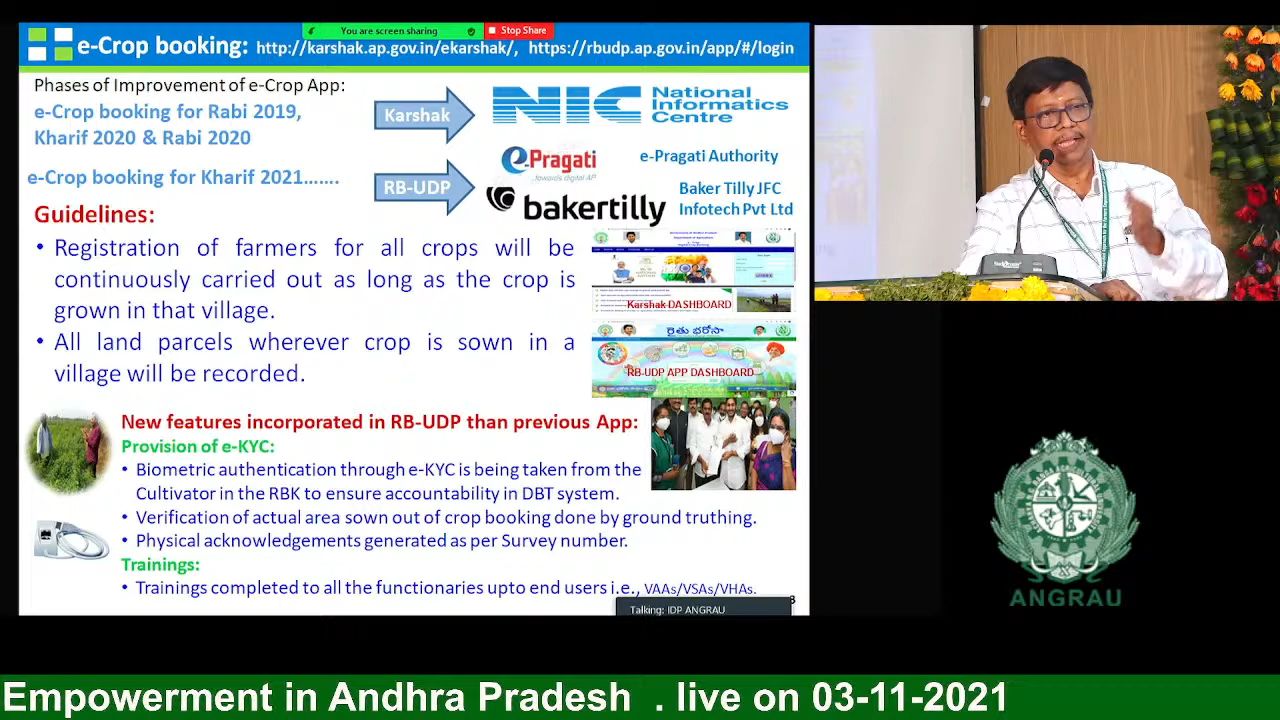 You are screen sharing
Stop Share
e-Crop booking: http://karshak.ap.gov.in/ekarshak/, https://rbudp.ap.gov.in/app/#/login
Phases of Improvement of e-Crop App:
e-Crop booking for Rabi 2019,
Kharif 2020 & Rabi 2020
Karshak
NIC
National
Informatics
Centre
e-Crop booking for Kharif 2021.......
RB-UDP
e-Pragati
...towards digital AP
e-Pragati Authority
bakertilly
Baker Tilly JFC
Infotech Pvt Ltd
Guidelines:
• Registration of farmers for all crops will be
continuously carried out as long as the crop is
grown in that village.
• All land parcels wherever crop is sown in a
village will be recorded.
Karshak DASHBOARD
రైతు భరోసా
RB-UDP APP DASHBOARD
New features incorporated in RB-UDP than previous App:
Provision of e-KYC:
• Biometric authentication through e-KYC is being taken from the
Cultivator in the RBK to ensure accountability in DBT system.
• Verification of actual area sown out of crop booking done by ground truthing.
• Physical acknowledgements generated as per Survey number.
Trainings:
• Trainings completed to all the functionaries upto end users i.e., VAAs/VSAs/VHAs.
Talking: IDP ANGRAU
ANGRAU
Empowerment in Andhra Pradesh . live on 03-11-2021